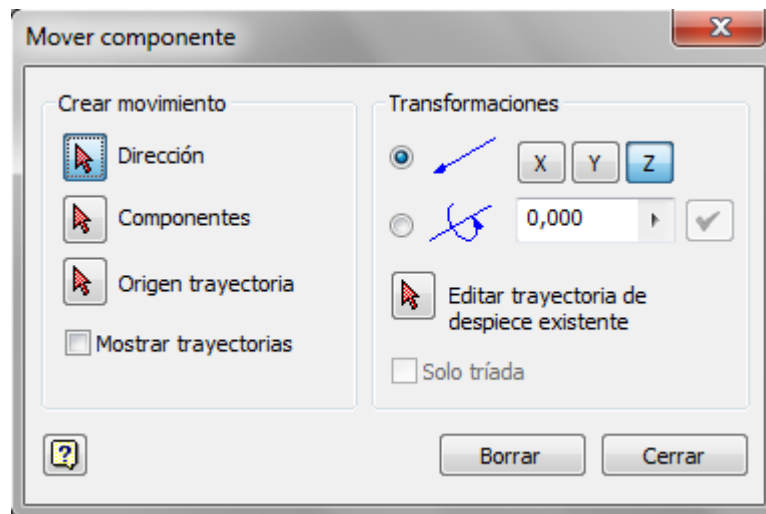 Mover componente
Crear movimiento
Dirección
Componentes
Origen trayectoria
Mostrar trayectorias
Transformaciones
X Y Z
0,000
Editar trayectoria de
despiece existente
Solo tríada
Borrar Cerrar